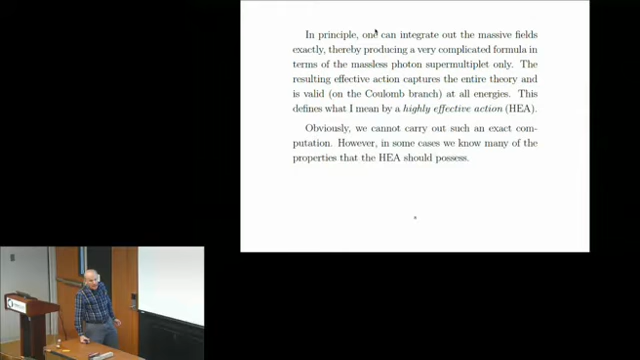 In principle, one can integrate out the massive fields
exactly, thereby producing a very complicated formula in
terms of the massless photon supermultiplet only. The
resulting effective action captures the entire theory and
is valid (on the Coulomb branch) at all energies. This
defines what I mean by a highly effective action (HEA).
Obviously, we cannot carry out such an exact com-
putation. However, in some cases we know many of the
properties that the HEA should possess.